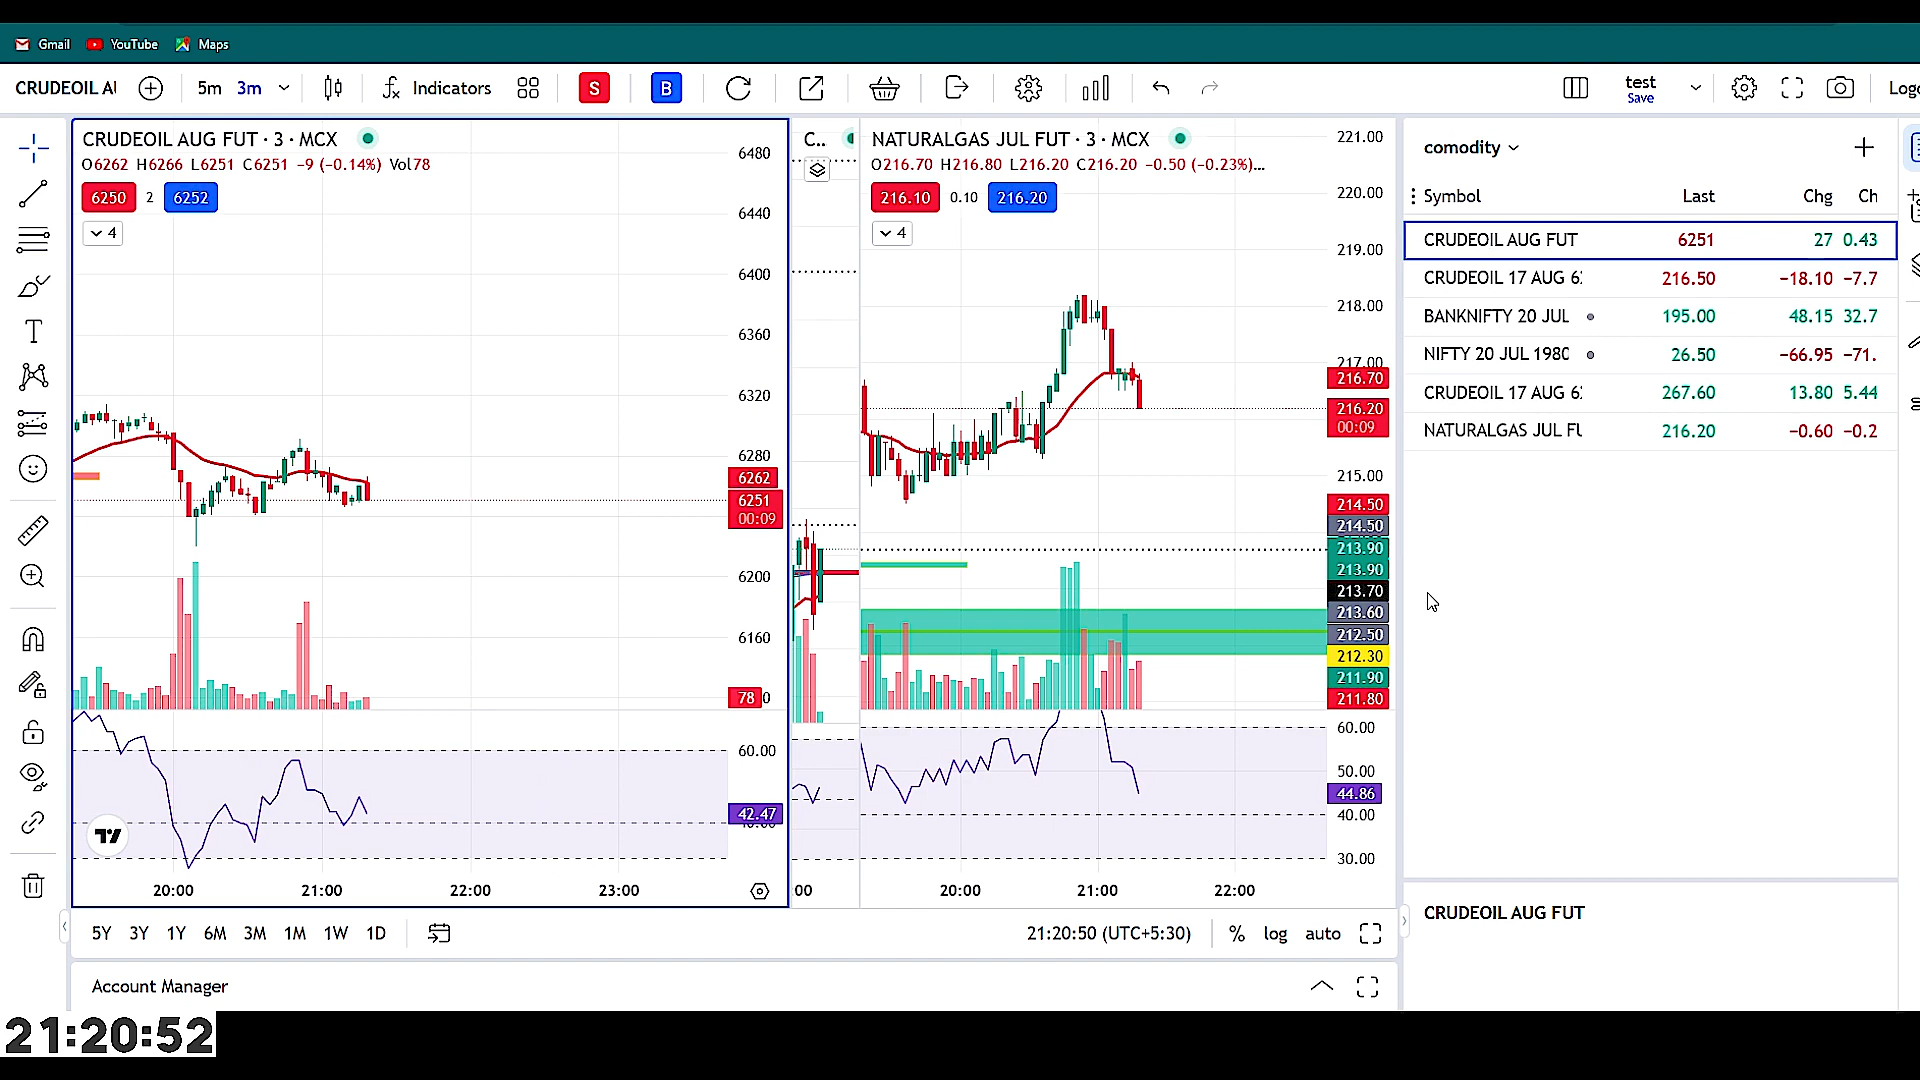 Gmail YouTube Maps
CRUDEOIL AU 5m 3m Indicators S B test Save
CRUDEOIL AUG FUT · 3 · MCX
O6262 H6266 L6251 C6251 −9 (−0.14%) Vol78
6250 2 6252
4
6480
6440
6400
6360
6320
6280
6262
6251
00:09
6200
6160
78
60.00
42.47
20:00 21:00 22:00 23:00
C..
:00
NATURALGAS JUL FUT · 3 · MCX
O216.70 H216.80 L216.20 C216.20 −0.50 (−0.23%)...
216.10 0.10 216.20
4
221.00
220.00
219.00
218.00
217.00
216.70
216.20
00:09
215.00
214.50
214.50
213.90
213.90
213.70
213.60
212.50
212.30
211.90
211.80
60.00
50.00
44.86
40.00
30.00
20:00 21:00 22:00
5Y 3Y 1Y 6M 3M 1M 1W 1D
21:20:50 (UTC+5:30) % log auto
Account Manager
21:20:52
comodity
Symbol Last Chg Ch
CRUDEOIL AUG FUT 6251 27 0.43
CRUDEOIL 17 AUG 216.50 −18.10 −7.7
BANKNIFTY 20 JUL 195.00 48.15 32.7
NIFTY 20 JUL 26.50 −66.95 −71.
CRUDEOIL 17 AUG 267.60 13.80 5.44
NATURALGAS JUL 216.20 −0.60 −0.2
CRUDEOIL AUG FUT